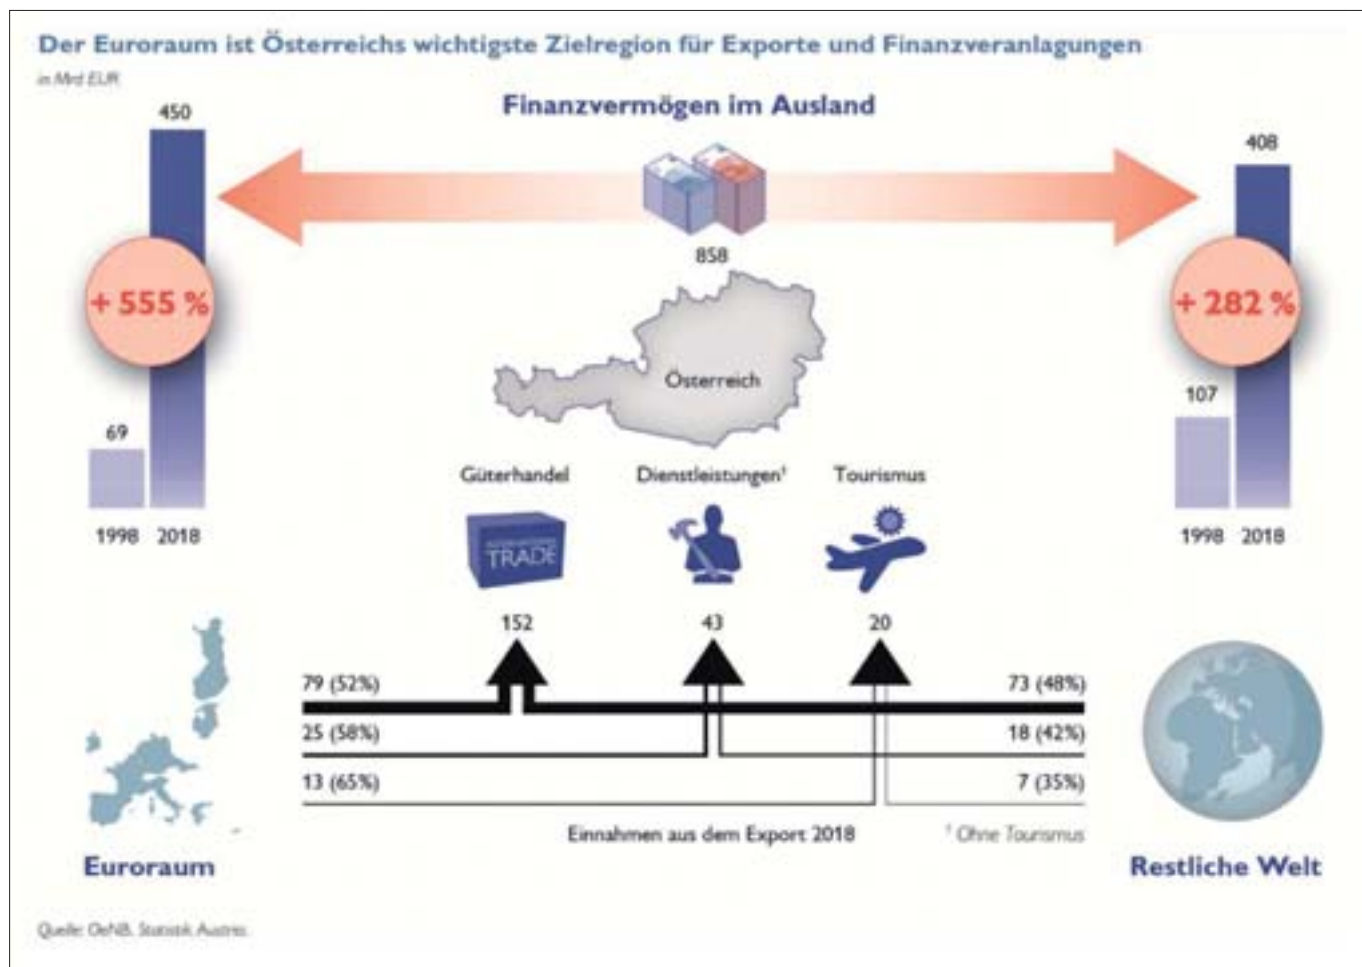 Der Euroraum ist Österreichs wichtigste Zielregion für Exporte und Finanzveranlagungen
in Mrd EUR
Finanzvermögen im Ausland
450
408
858
+ 555 %
+ 282 %
Österreich
107
69
Güterhandel
Dienstleistungen¹
Tourismus
1998 2018
1998 2018
INTERNATIONAL
TRADE
152
43
20
79 (52%)
73 (48%)
25 (58%)
18 (42%)
13 (65%)
7 (35%)
Einnahmen aus dem Export 2018
¹ Ohne Tourismus
Euroraum
Restliche Welt
Quelle: OeNB, Statistik Austria.